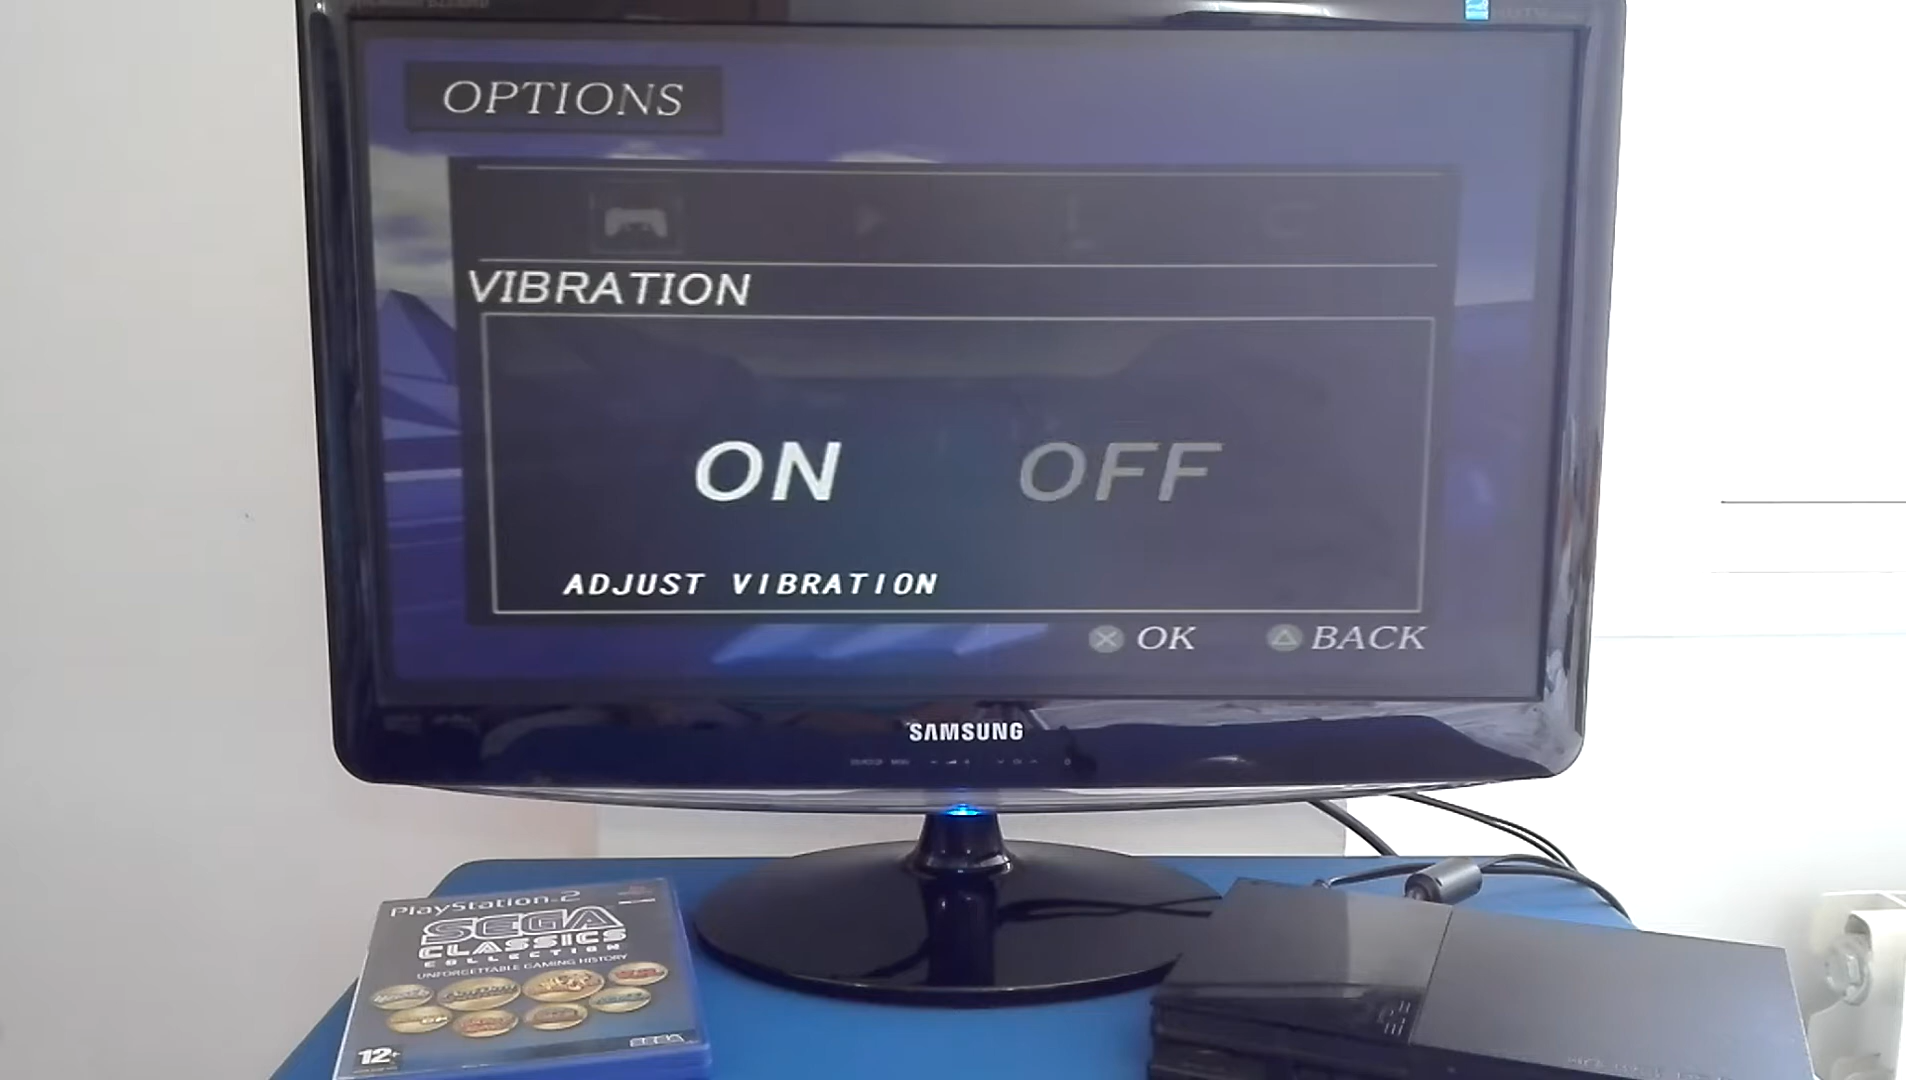 OPTIONS
VIBRATION
ON OFF
ADJUST VIBRATION
OK BACK
SAMSUNG
PlayStation 2
SEGA
CLASSICS
COLLECTION
UNFORGETTABLE GAMING HISTORY
SEGA
12+